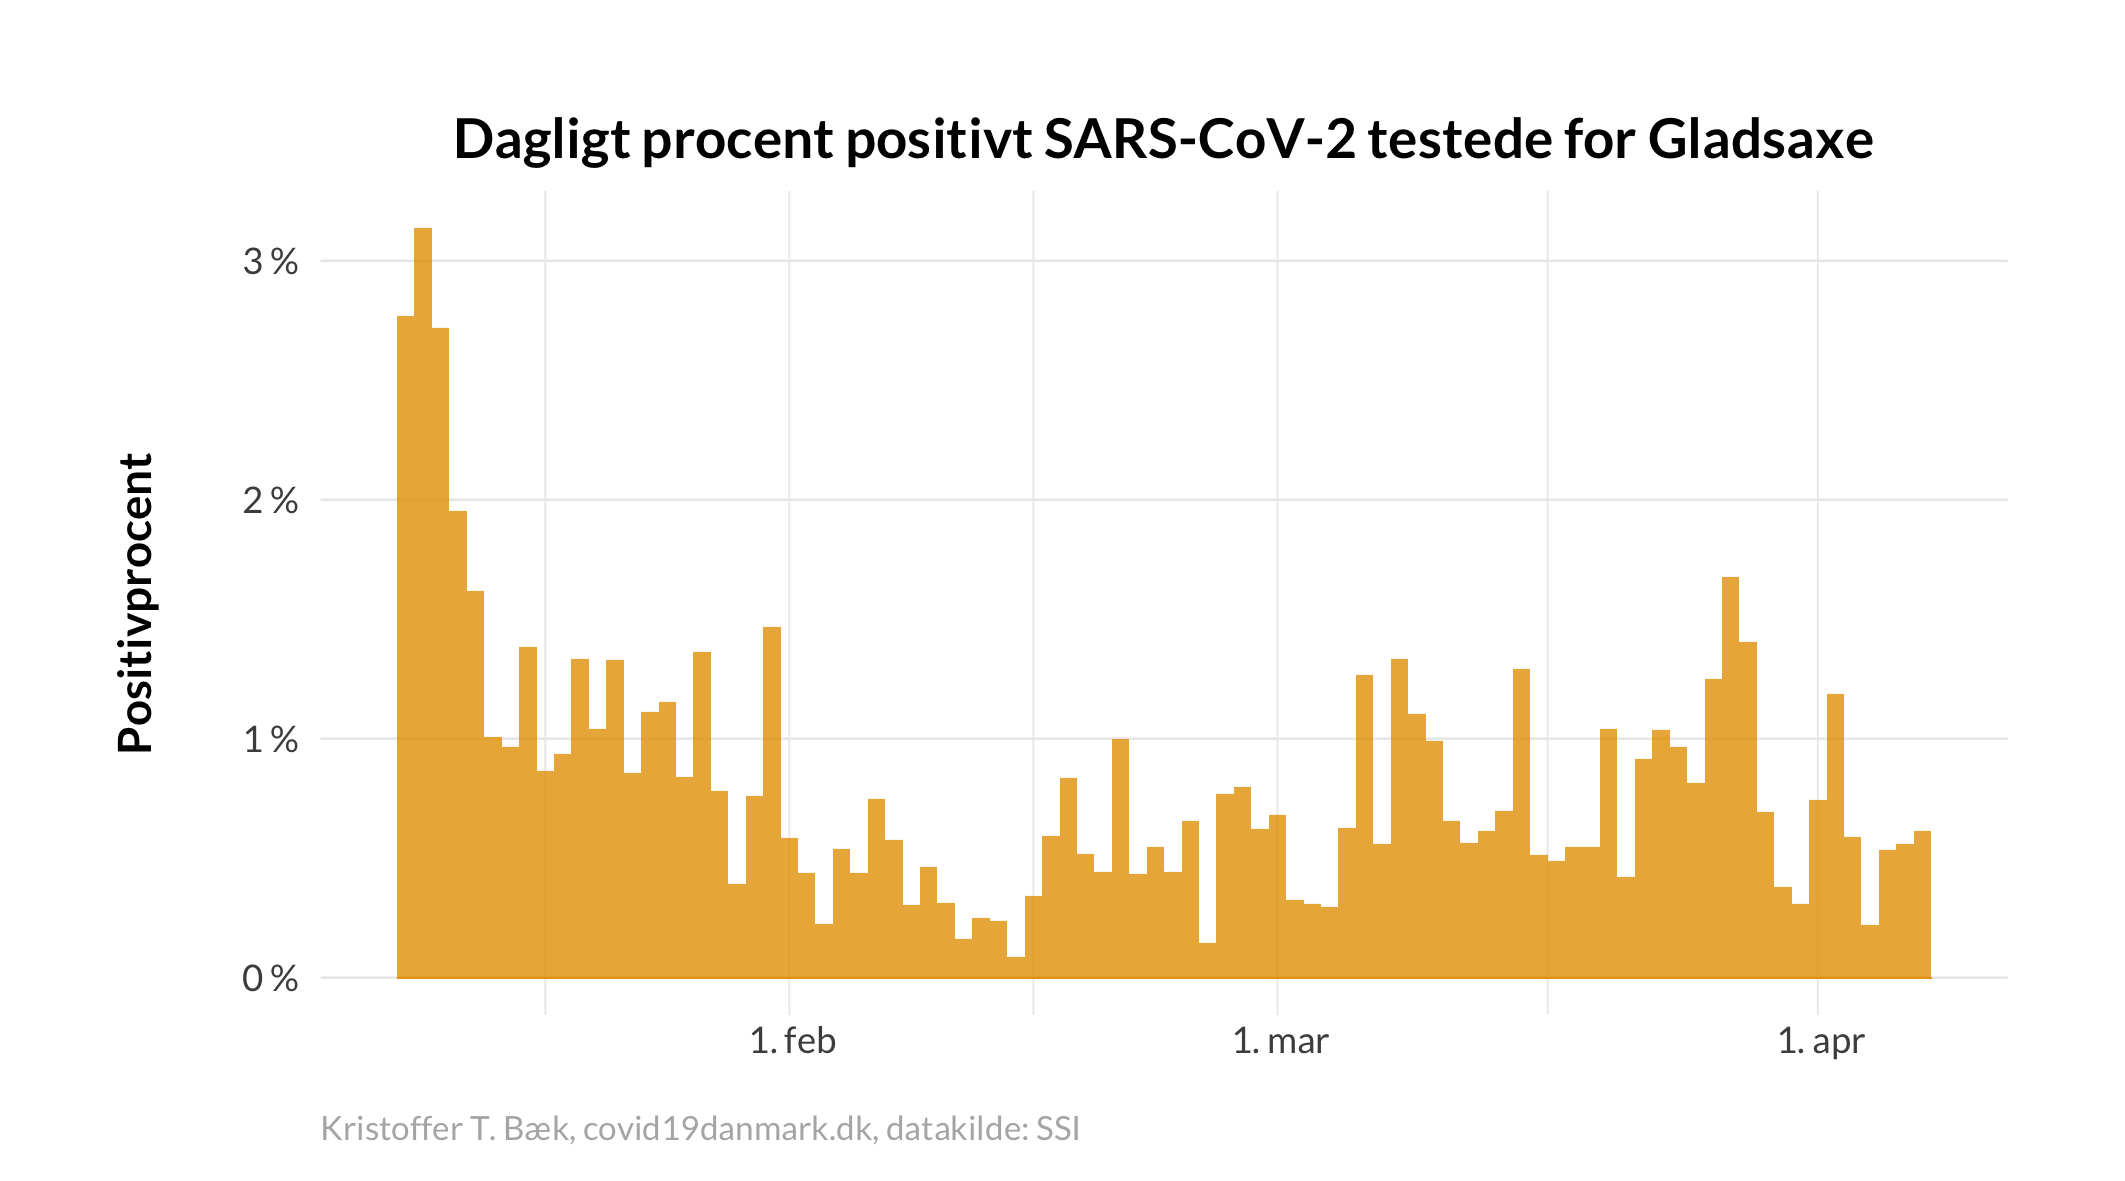 Dagligt procent positivt SARS-CoV-2 testede for Gladsaxe
Positivprocent
3 %
2 %
1 %
0 %
1. feb
1. mar
1. apr
Kristoffer T. Bæk, covid19danmark.dk, datakilde: SSI